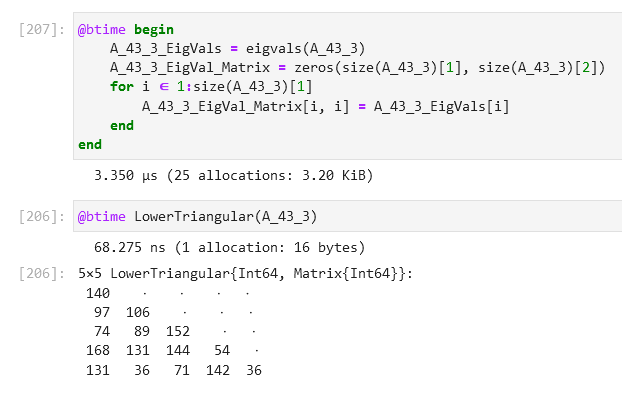 [207]: @btime begin
    A_43_3_EigVals = eigvals(A_43_3)
    A_43_3_EigVal_Matrix = zeros(size(A_43_3)[1], size(A_43_3)[2])
    for i ∈ 1:size(A_43_3)[1]
        A_43_3_EigVal_Matrix[i, i] = A_43_3_EigVals[i]
    end
end
3.350 μs (25 allocations: 3.20 KiB)
[206]: @btime LowerTriangular(A_43_3)
68.275 ns (1 allocation: 16 bytes)
[206]: 5×5 LowerTriangular{Int64, Matrix{Int64}}:
140 · · · ·
97 106 · · ·
74 89 152 · ·
168 131 144 54 ·
131 36 71 142 36